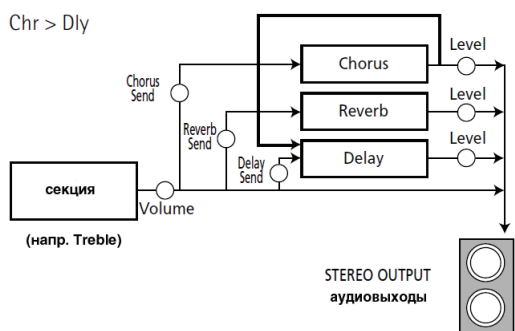 Chr > Dly
Level
Chorus
Chorus
Send
Level
Reverb
Reverb
Send
Level
Delay
Delay
Send
секция
Volume
(напр. Treble)
STEREO OUTPUT
аудиовыходы